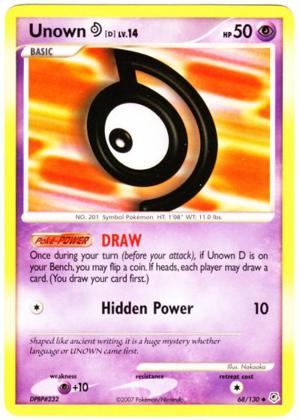 Unown D [D] LV.14 HP 50
BASIC
NO. 201 Symbol Pokémon HT: 1'08" WT: 11.0 lbs.
Poké-POWER DRAW
Once during your turn (before your attack), if Unown D is on
your Bench, you may flip a coin. If heads, each player may draw a
card. (You draw your card first.)
Hidden Power 10
Illus. Nakaoka
Shaped like ancient writing, it is a huge mystery whether
language or UNOWN came first.
weakness resistance retreat cost
+10
DPBP#232 ©2007 Pokémon/Nintendo 68/130